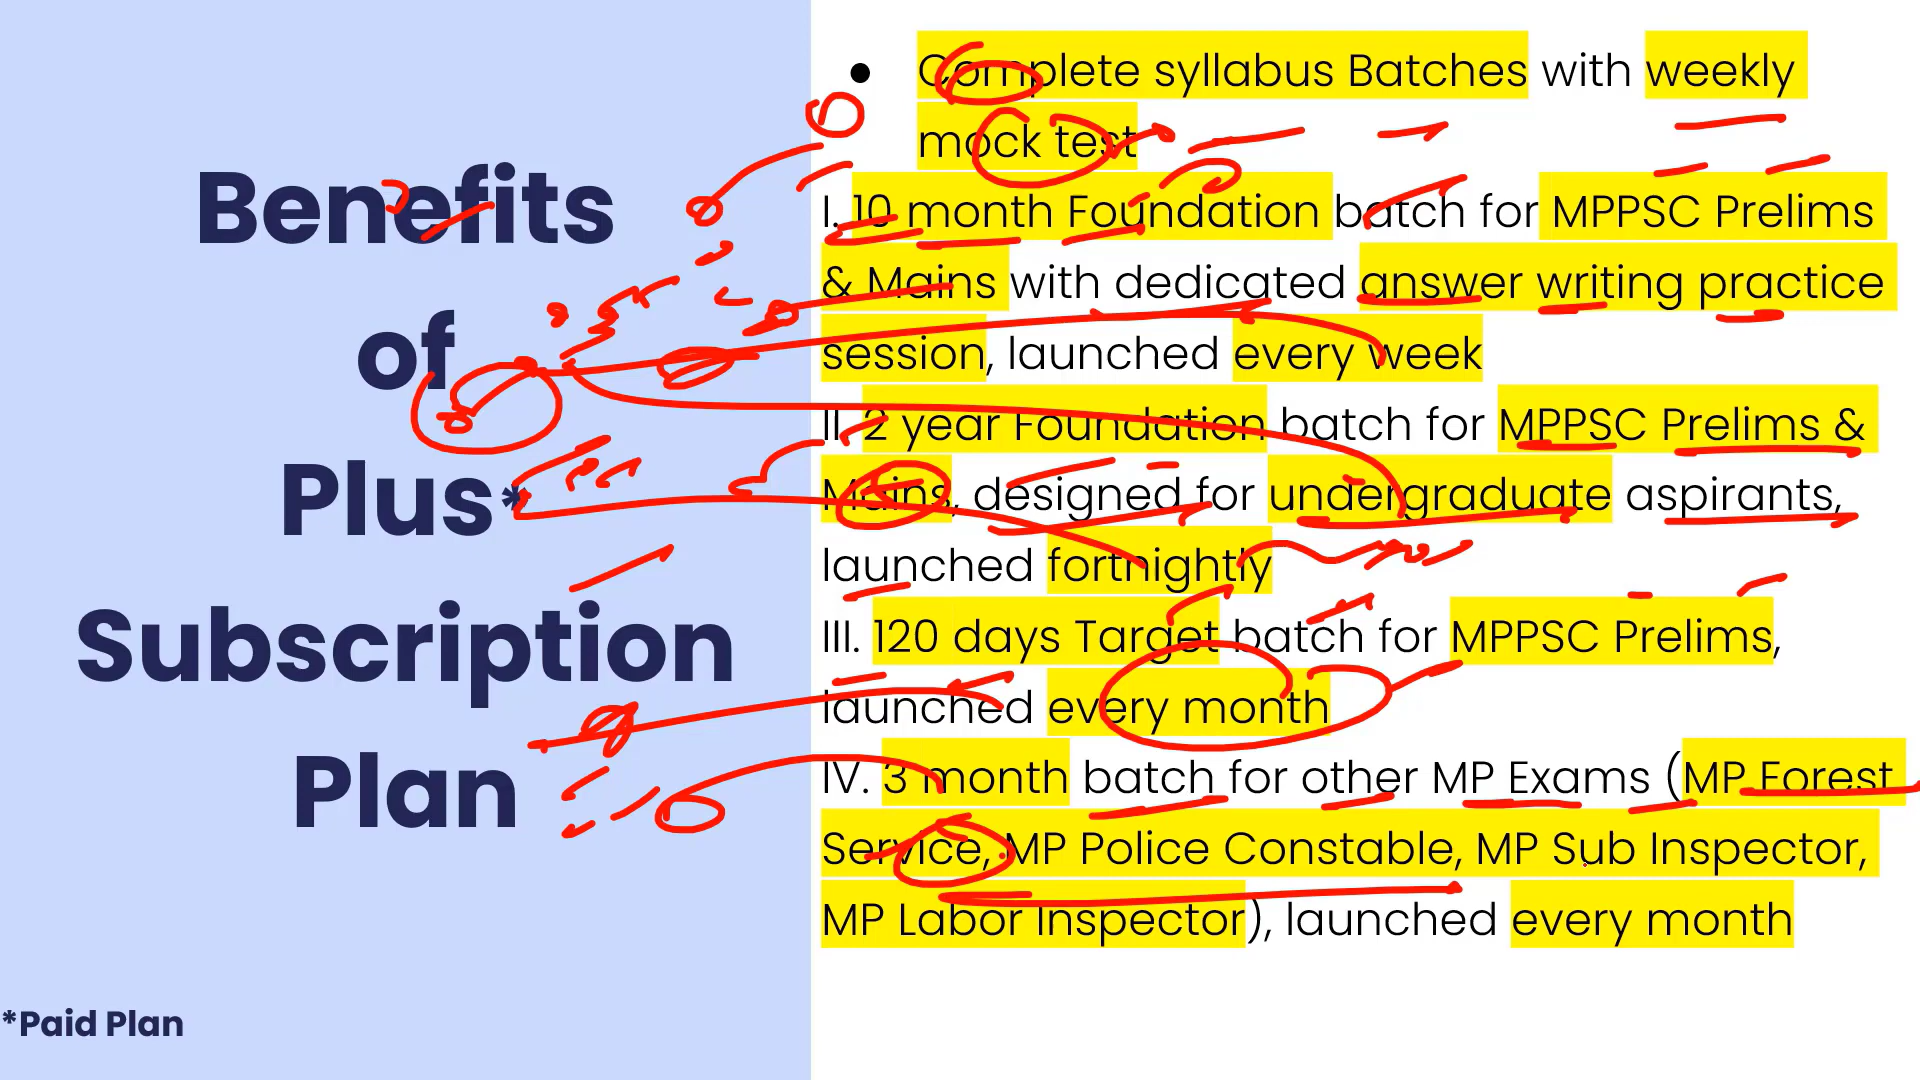 Benefits
of
Plus*
Subscription
Plan
*Paid Plan
● Complete syllabus Batches with weekly
mock test
I. 10 month Foundation batch for MPPSC Prelims
& Mains with dedicated answer writing practice
session, launched every week
II. 2 year Foundation batch for MPPSC Prelims &
Mains, designed for undergraduate aspirants,
launched fortnightly
III. 120 days Target batch for MPPSC Prelims,
launched every month
IV. 3 month batch for other MP Exams (MP Forest
Service, MP Police Constable, MP Sub Inspector,
MP Labor Inspector), launched every month